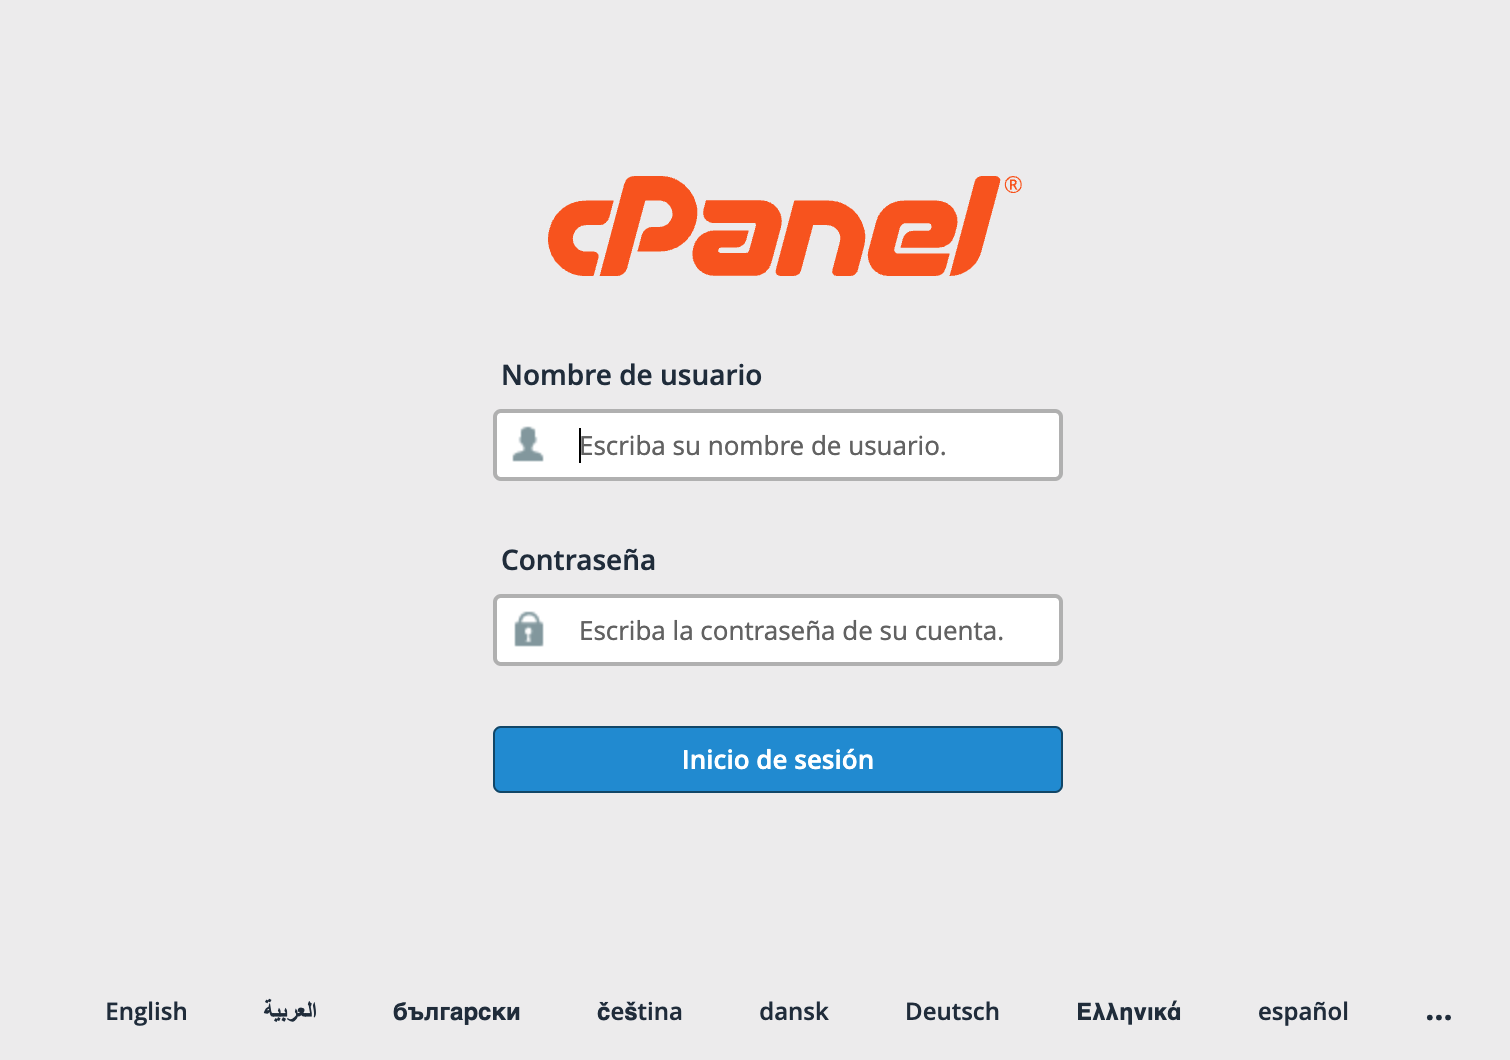 cPanel®
Nombre de usuario
Escriba su nombre de usuario.
Contraseña
Escriba la contraseña de su cuenta.
Inicio de sesión
English العربية български čeština dansk Deutsch Ελληνικά español ...